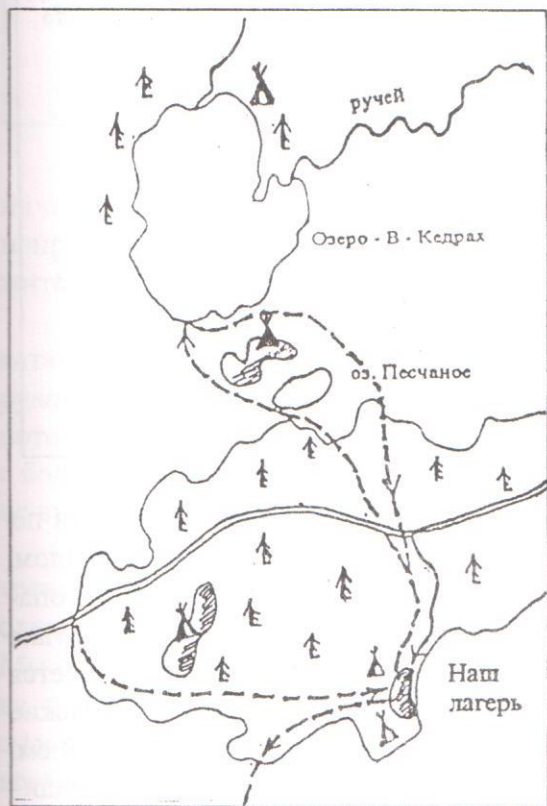 ручей
Озеро - В - Кедрах
оз. Песчаное
Наш
лагерь